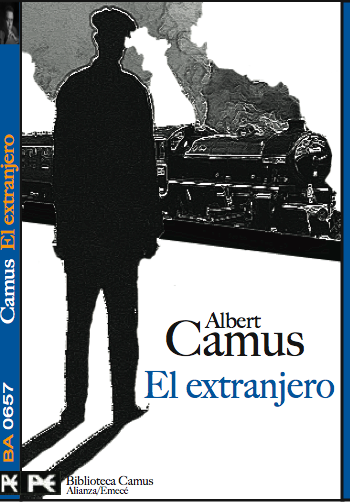 Camus El extranjero
BA 0657
Albert
Camus
El extranjero
Biblioteca Camus
Alianza/Emecé